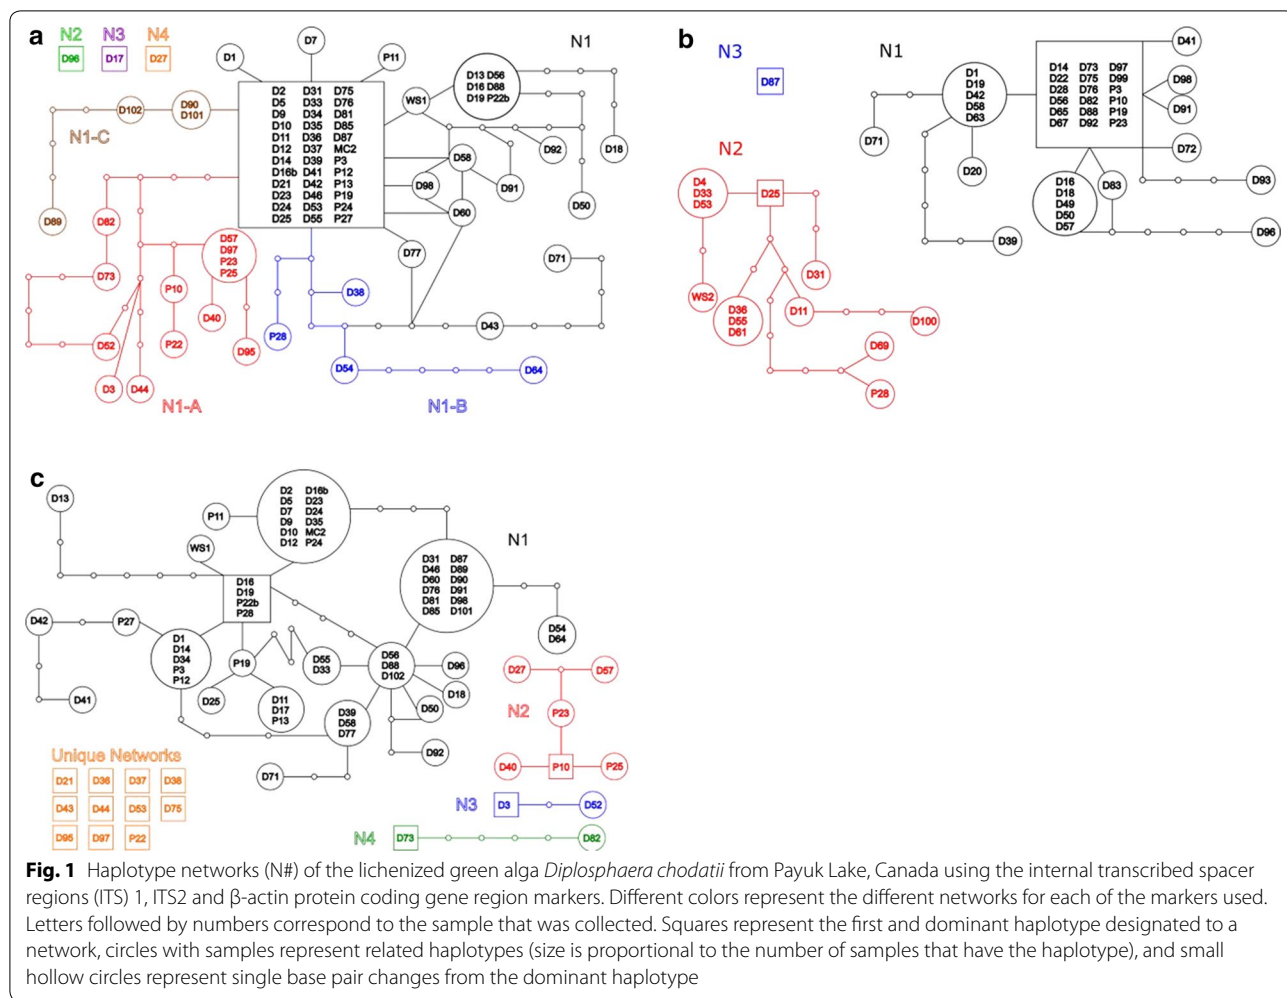 a
N2 N3 N4
D96 D17 D27
D1
D7
P11
N1
D2 D31 D75
D5 D33 D76
D9 D34 D81
D10 D35 D85
D11 D36 D87
D12 D37 MC2
D14 D39 P3
D16b D41 P12
D21 D42 P13
D23 D46 P19
D24 D53 P24
D25 D55 P27
WS1
D13 D56
D16 D88
D19 P22b
D18
D92
D58
D98
D91
D50
D60
D77
D71
D43
D102
D90
D101
N1-C
D89
D82
D73
D57
D97
P23
P25
P10
D40
D52
P22
D95
D3
D44
N1-A
D38
P28
D54
D64
N1-B
b
N3
D87
N1
D1
D19
D42
D58
D63
D14 D73 D97
D22 D75 D99
D28 D76 P3
D56 D82 P10
D65 D88 P19
D67 D92 P23
D41
D98
D91
D72
D93
D96
D71
D20
D39
D16
D18
D49
D50
D57
D83
N2
D4
D33
D53
D25
D31
WS2
D36
D55
D61
D11
D100
D69
P28
c
D13
P11
D2 D16b
D5 D23
D7 D24
D9 D35
D10 MC2
D12 P24
N1
WS1
D16
D19
P22b
P28
D31 D87
D46 D89
D60 D90
D76 D91
D81 D98
D85 D101
D54
D64
D42
P27
D1
D14
D34
P3
P12
P19
D55
D33
D56
D88
D102
D96
D18
D50
D92
D41
D25
D11
D17
P13
D39
D58
D77
D71
D27
D57
N2
P23
D40
P10
P25
Unique Networks
D21 D36 D37 D38
D43 D44 D53 D75
D95 D97 P22
N3
D3
D52
N4
D73
D82
Fig. 1 Haplotype networks (N#) of the lichenized green alga Diplosphaera chodatii from Payuk Lake, Canada using the internal transcribed spacer
regions (ITS) 1, ITS2 and β-actin protein coding gene region markers. Different colors represent the different networks for each of the markers used.
Letters followed by numbers correspond to the sample that was collected. Squares represent the first and dominant haplotype designated to a
network, circles with samples represent related haplotypes (size is proportional to the number of samples that have the haplotype), and small
hollow circles represent single base pair changes from the dominant haplotype